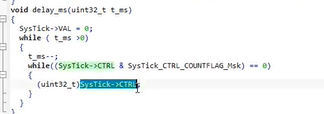 void delay_ms(uint32_t t_ms)
{
SysTick->VAL = 0;
while ( t_ms >0)
{
t_ms--;
while((SysTick->CTRL & SysTick_CTRL_COUNTFLAG_Msk) == 0)
{
(uint32_t)SysTick->CTRL;
}
}
}